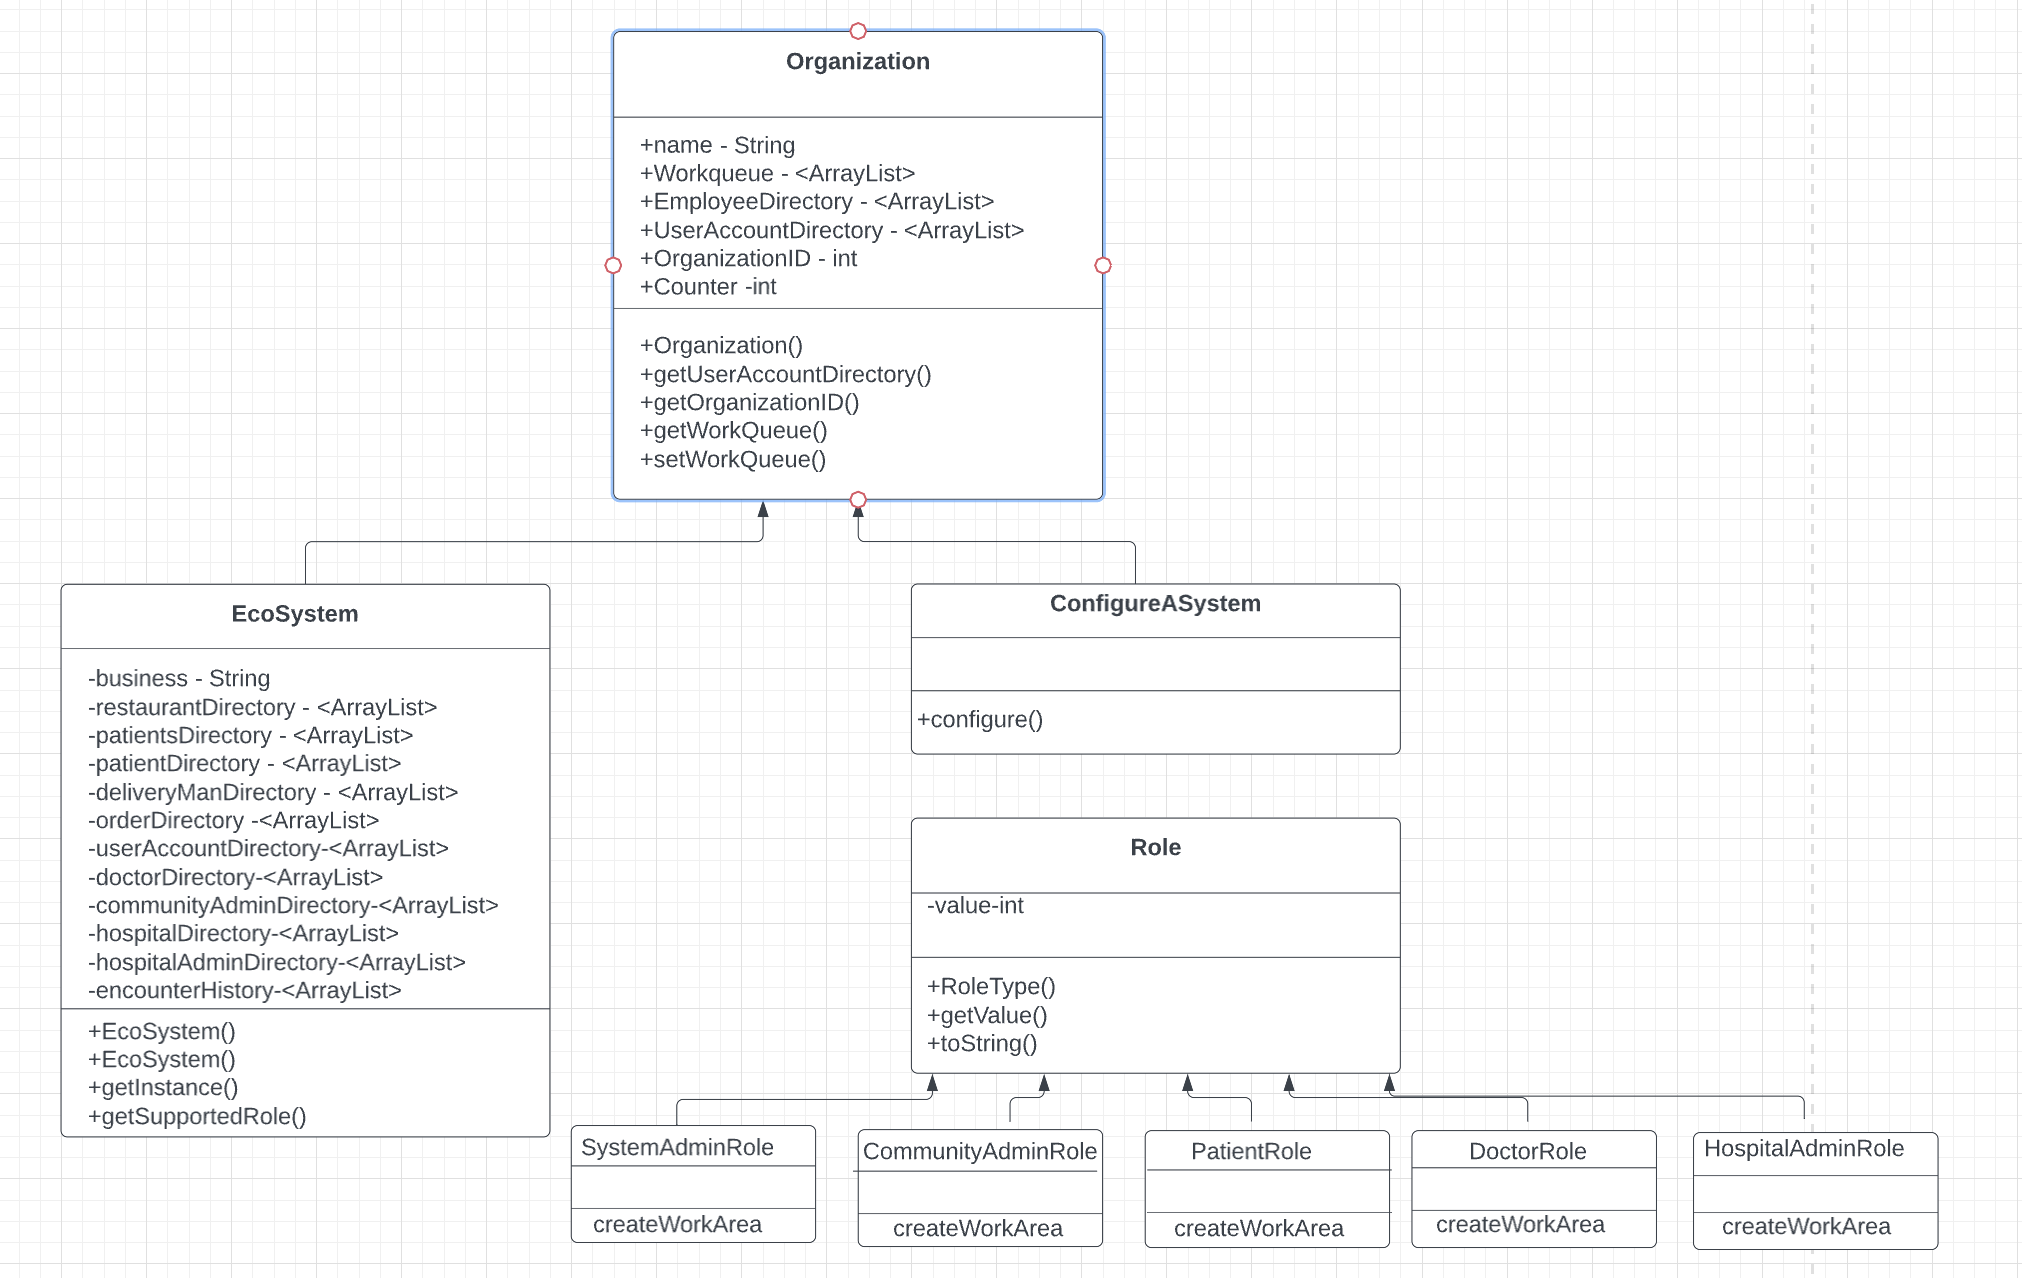 Organization
+name - String
+Workqueue - <ArrayList>
+EmployeeDirectory - <ArrayList>
+UserAccountDirectory - <ArrayList>
+OrganizationID - int
+Counter -int
+Organization()
+getUserAccountDirectory()
+getOrganizationID()
+getWorkQueue()
+setWorkQueue()
EcoSystem
-business - String
-restaurantDirectory - <ArrayList>
-patientsDirectory - <ArrayList>
-patientDirectory - <ArrayList>
-deliveryManDirectory - <ArrayList>
-orderDirectory -<ArrayList>
-userAccountDirectory-<ArrayList>
-doctorDirectory-<ArrayList>
-communityAdminDirectory-<ArrayList>
-hospitalDirectory-<ArrayList>
-hospitalAdminDirectory-<ArrayList>
-encounterHistory-<ArrayList>
+EcoSystem()
+EcoSystem()
+getInstance()
+getSupportedRole()
ConfigureASystem
+configure()
Role
-value-int
+RoleType()
+getValue()
+toString()
SystemAdminRole
createWorkArea
CommunityAdminRole
createWorkArea
PatientRole
createWorkArea
DoctorRole
createWorkArea
HospitalAdminRole
createWorkArea